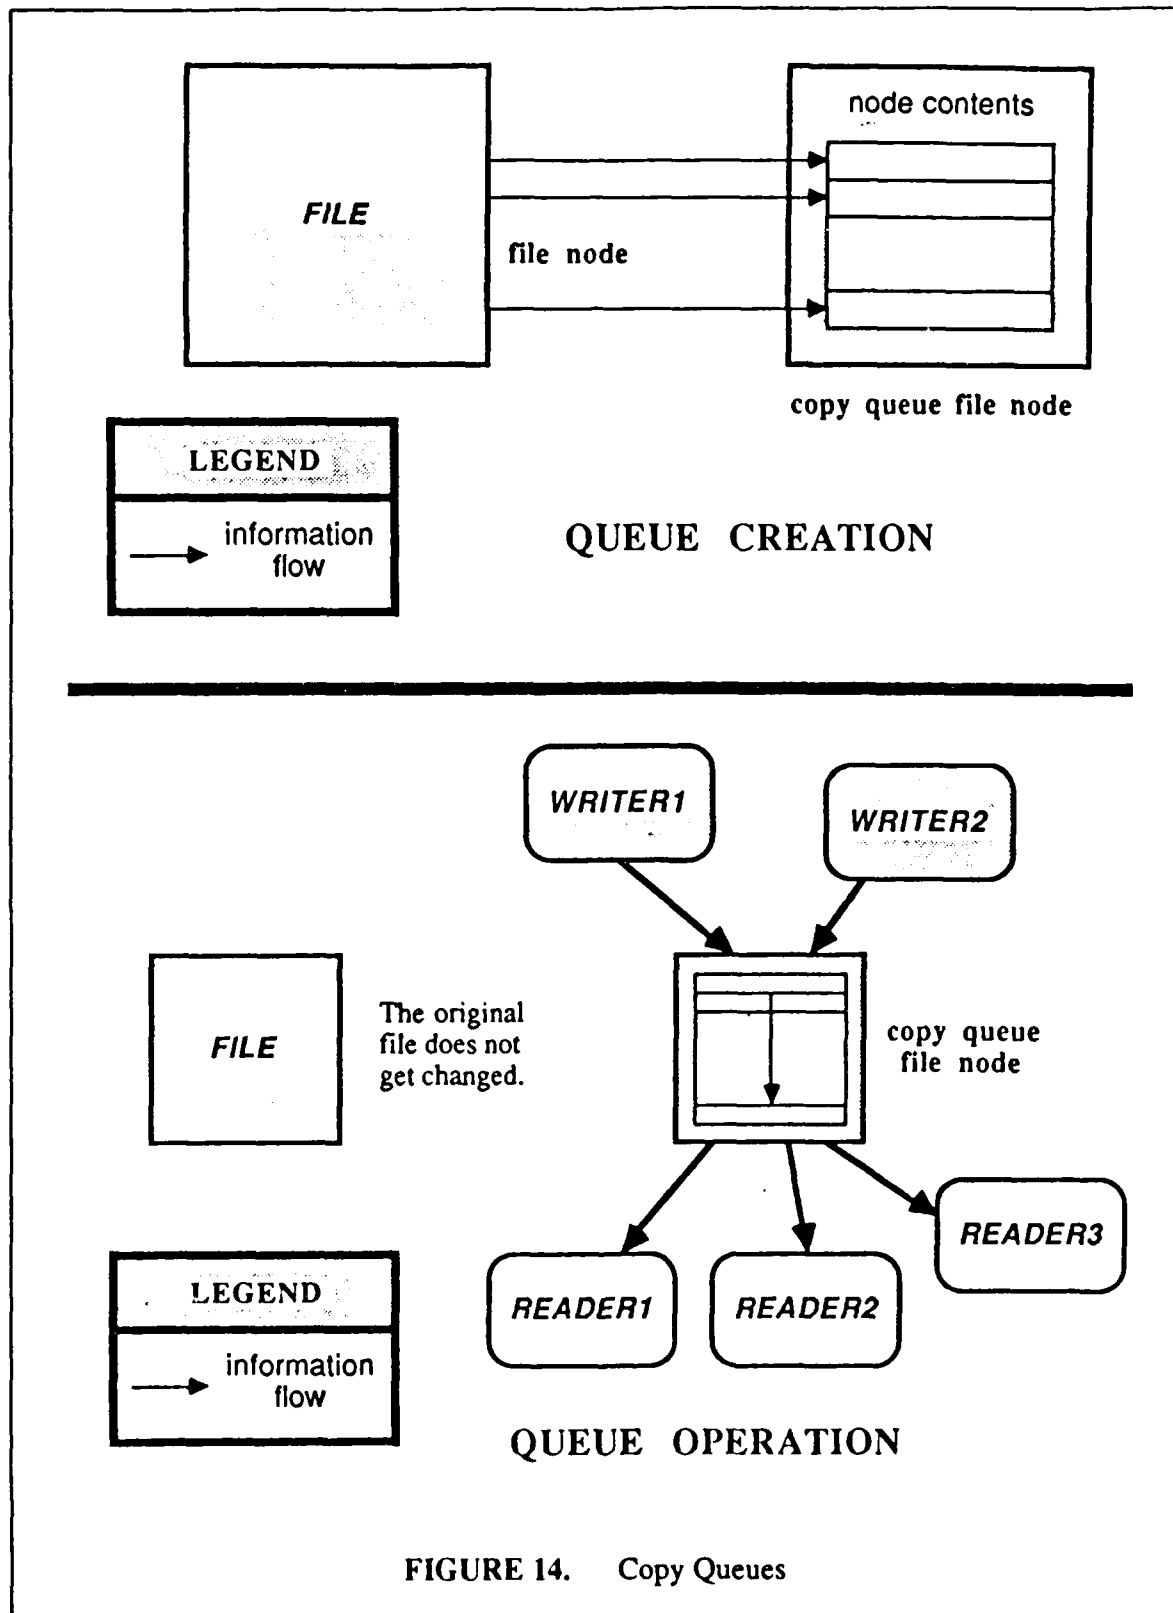 node contents
FILE
file node
copy queue file node
LEGEND
information
flow
QUEUE CREATION
WRITER1
WRITER2
The original
file does not
get changed.
FILE
copy queue
file node
READER3
READER1
READER2
LEGEND
information
flow
QUEUE OPERATION
FIGURE 14. Copy Queues